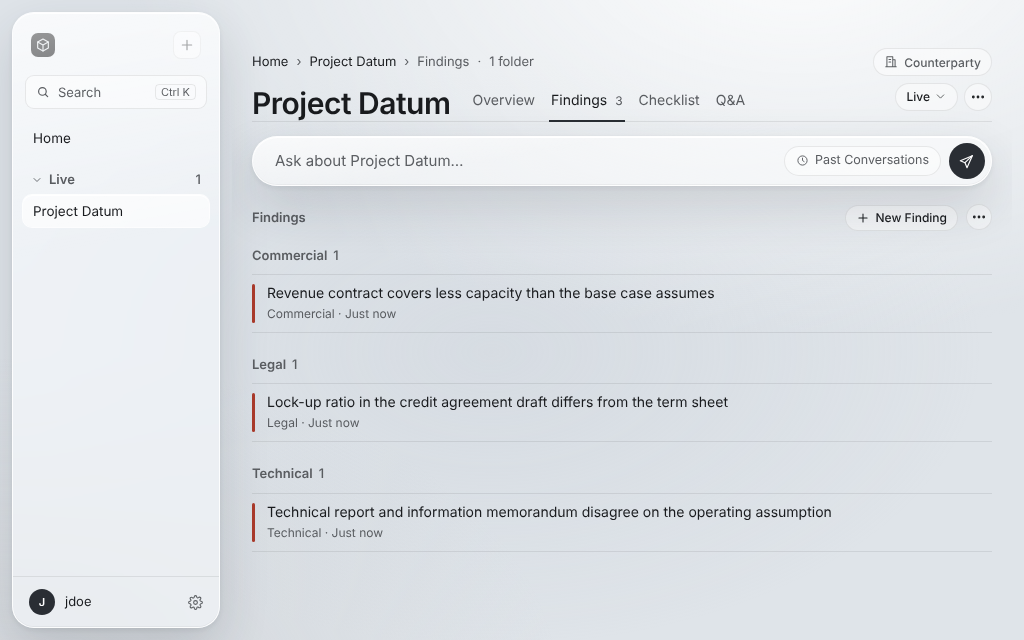 Search Ctrl K
Home
Live 1
Project Datum
J jdoe
Home › Project Datum › Findings · 1 folder
Counterparty
Project Datum
Overview Findings 3 Checklist Q&A
Live
Ask about Project Datum...
Past Conversations
Findings
New Finding
Commercial 1
Revenue contract covers less capacity than the base case assumes
Commercial · Just now
Legal 1
Lock-up ratio in the credit agreement draft differs from the term sheet
Legal · Just now
Technical 1
Technical report and information memorandum disagree on the operating assumption
Technical · Just now